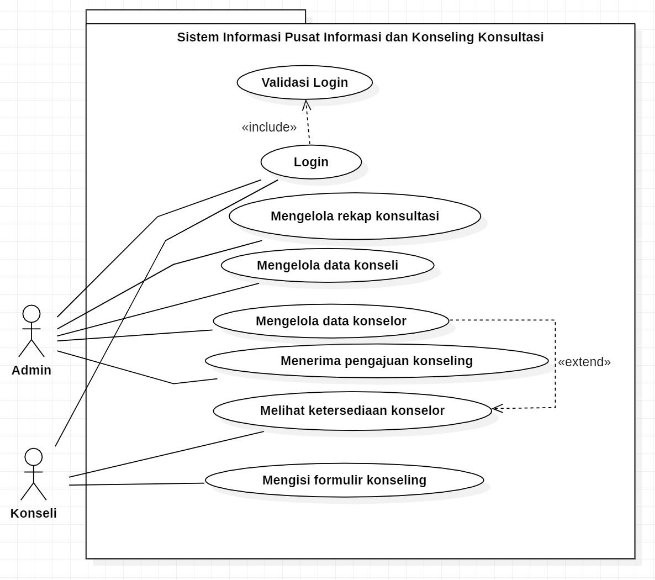 Sistem Informasi Pusat Informasi dan Konseling Konsultasi
Validasi Login
«include»
Login
Mengelola rekap konsultasi
Mengelola data konseli
Mengelola data konselor
Menerima pengajuan konseling
«extend»
Admin
Melihat ketersediaan konselor
Mengisi formulir konseling
Konseli